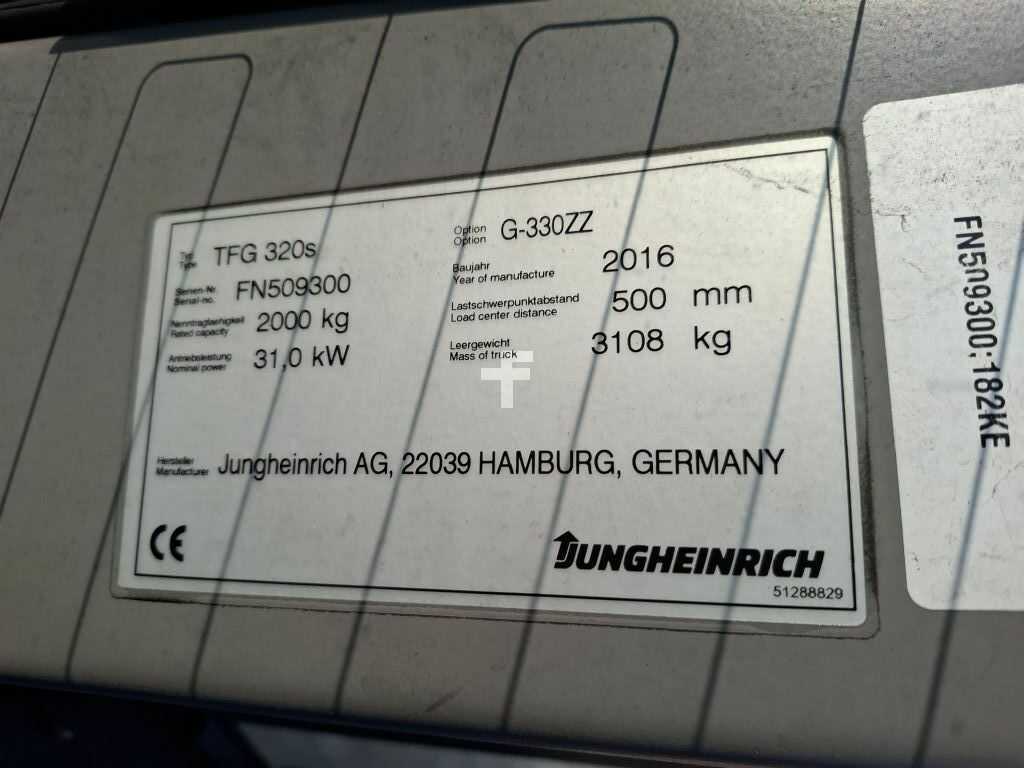 Typ TFG 320s
Type
Serien-Nr. FN509300
Serial-no.
Nenntragfaehigkeit 2000 kg
Rated capacity
Antriebsleistung 31,0 kW
Nominal power
Option G-330ZZ
Option
Baujahr 2016
Year of manufacture
Lastschwerpunktabstand 500 mm
Load center distance
Leergewicht 3108 kg
Mass of truck
Hersteller Jungheinrich AG, 22039 HAMBURG, GERMANY
Manufacturer
CE
JUNGHEINRICH
51288829
FN509300:182KE